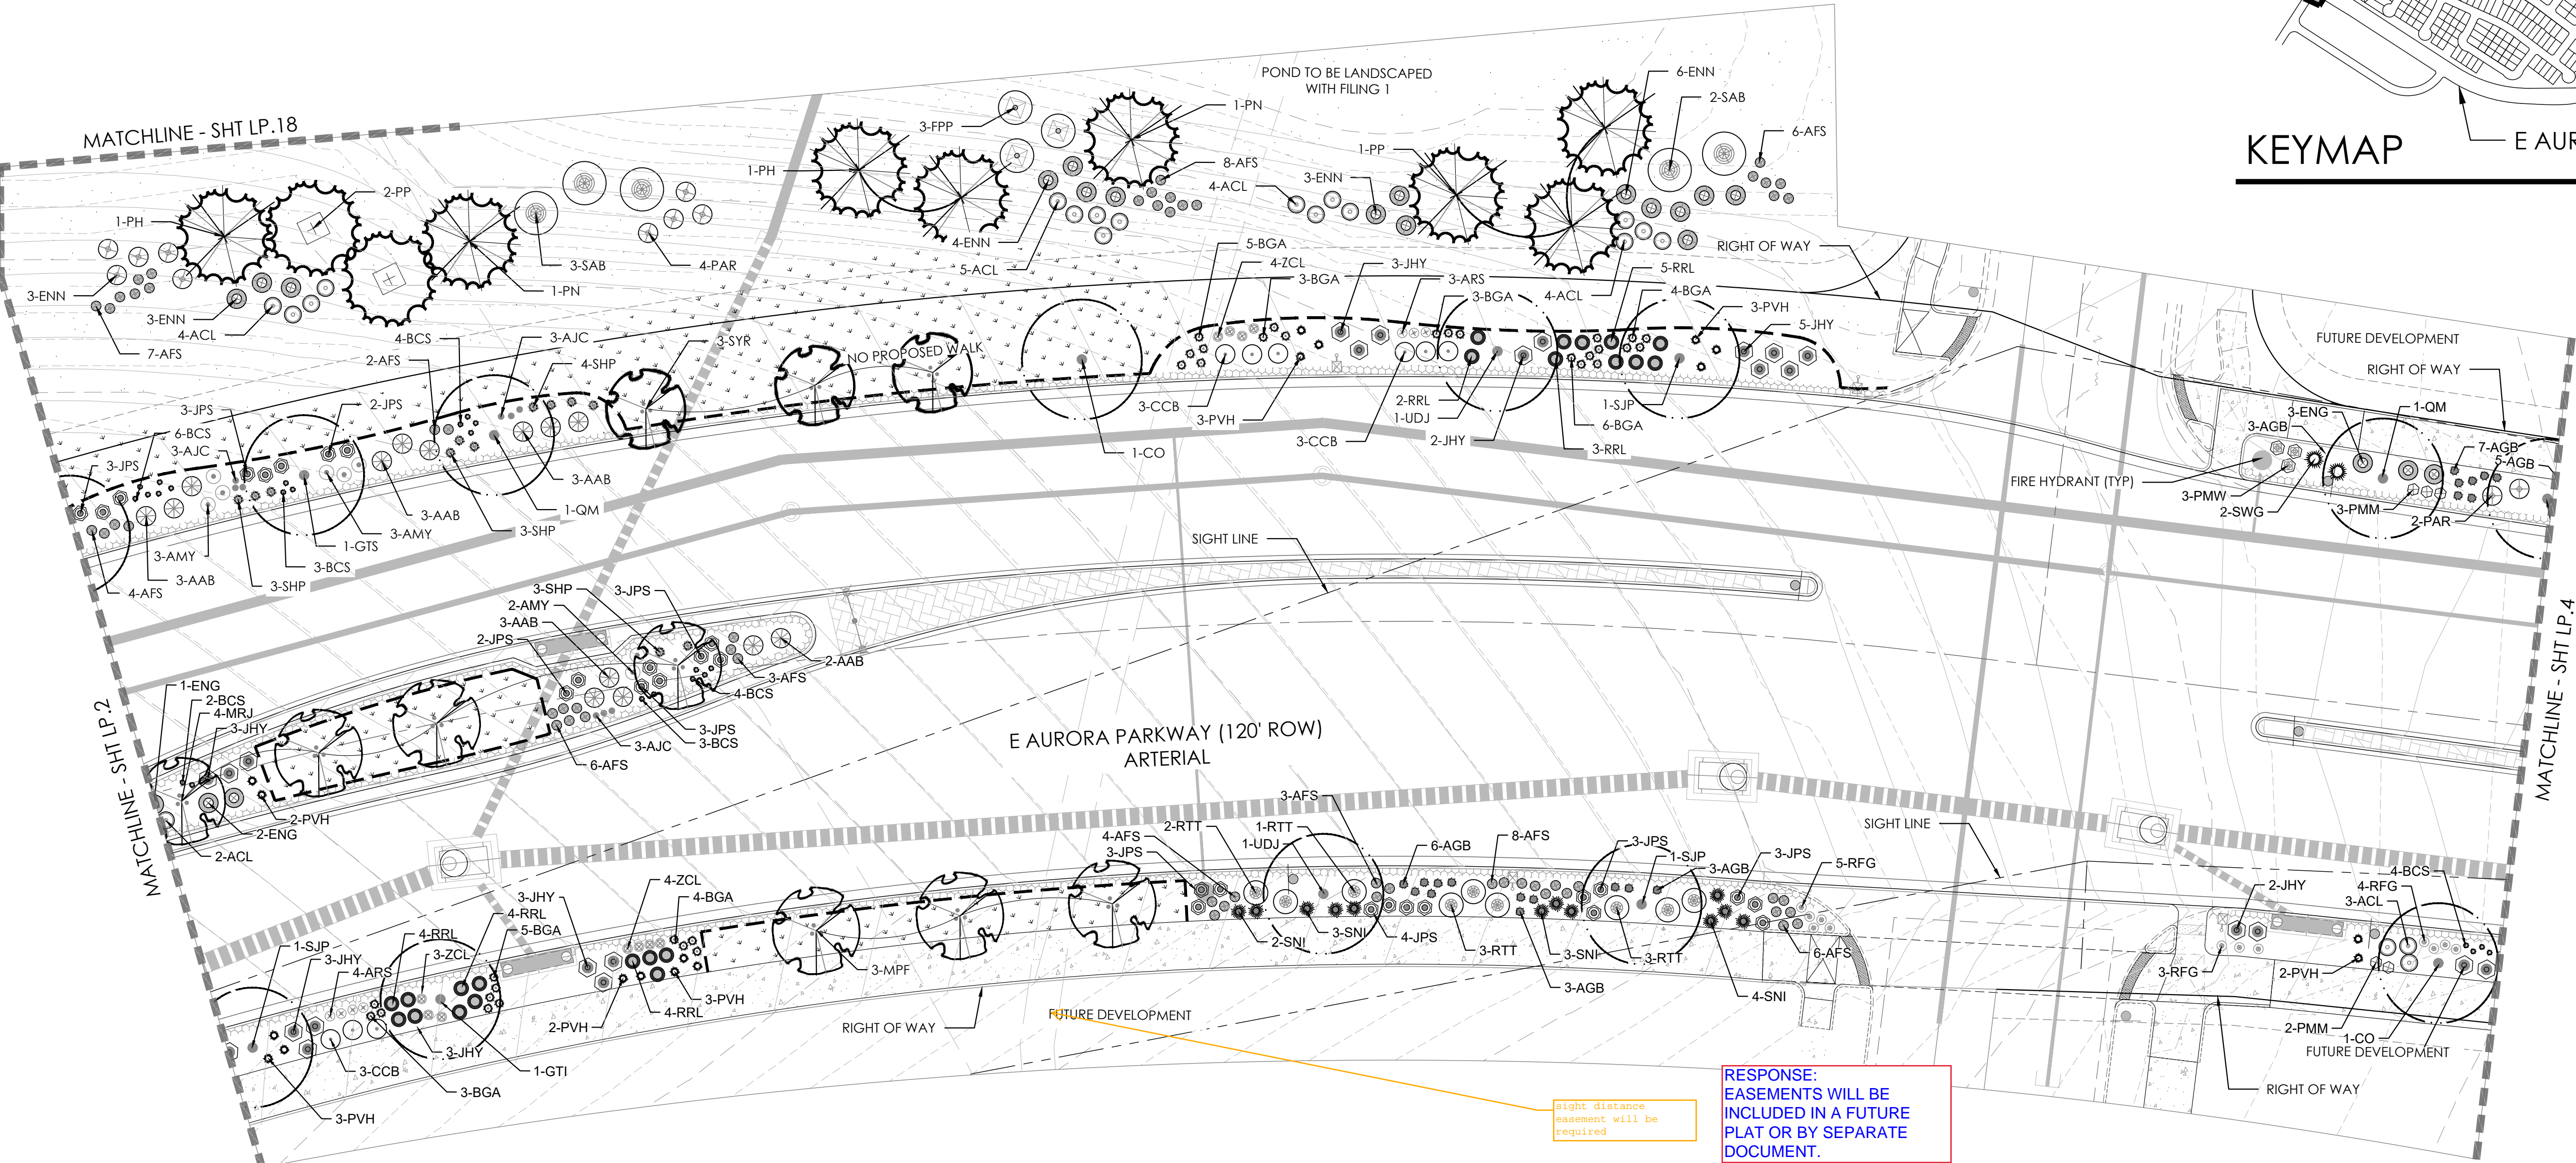 KEYMAP
E AUR
MATCHLINE - SHT LP.18
POND TO BE LANDSCAPED
WITH FILING 1
6-ENN
2-SAB
6-AFS
1-PN
3-FPP
8-AFS
1-PH
1-PP
3-ENN
4-ACL
2-PP
1-PH
4-ENN
5-ACL
3-SAB
4-PAR
1-PN
3-ENN
3-ENN
4-ACL
7-AFS
RIGHT OF WAY
5-BGA
4-ZCL
3-BGA
3-JHY
3-ARS
3-BGA
4-ACL
5-RRL
4-BGA
3-PVH
5-JHY
4-BCS
2-AFS
3-AJC
4-SHP
3-SYR
NO PROPOSED WALK
3-CCB
3-PVH
3-CCB
2-RRL
1-UDJ
2-JHY
1-SJP
6-BGA
3-RRL
1-CO
3-JPS
2-JPS
6-BCS
3-AJC
3-JPS
3-AAB
1-QM
3-AAB
3-SHP
3-AMY
1-GTS
3-BCS
3-AMY
3-AAB
3-SHP
4-AFS
FUTURE DEVELOPMENT
RIGHT OF WAY
3-ENG
1-QM
3-AGB
7-AGB
5-AGB
FIRE HYDRANT (TYP)
3-PMW
2-SWG
3-PMM
2-PAR
SIGHT LINE
3-SHP
3-JPS
2-AMY
3-AAB
2-JPS
2-AAB
3-AFS
4-BCS
3-JPS
3-BCS
3-AJC
6-AFS
1-ENG
2-BCS
4-MRJ
3-JHY
2-PVH
2-ENG
2-ACL
MATCHLINE - SHT LP.2
MATCHLINE - SHT LP.4
E AURORA PARKWAY (120' ROW)
ARTERIAL
3-AFS
2-RTT
1-RTT
4-AFS
1-UDJ
3-JPS
6-AGB
8-AFS
3-JPS
1-SJP
3-AGB
3-JPS
5-RFG
SIGHT LINE
4-BCS
2-JHY
4-RFG
3-ACL
4-ZCL
3-JHY
4-BGA
4-RRL
5-BGA
4-RRL
1-SJP
3-ZCL
3-JHY
4-ARS
2-SNI
3-SNI
4-JPS
3-RTT
3-SNI
3-RTT
6-AFS
3-AGB
4-SNI
3-MPF
3-PVH
4-RRL
2-PVH
3-RFG
2-PVH
RIGHT OF WAY
FUTURE DEVELOPMENT
2-PMM
1-CO
FUTURE DEVELOPMENT
3-JHY
3-CCB
1-GTI
3-BGA
3-PVH
RIGHT OF WAY
sight distance
easement will be
required
RESPONSE:
EASEMENTS WILL BE
INCLUDED IN A FUTURE
PLAT OR BY SEPARATE
DOCUMENT.